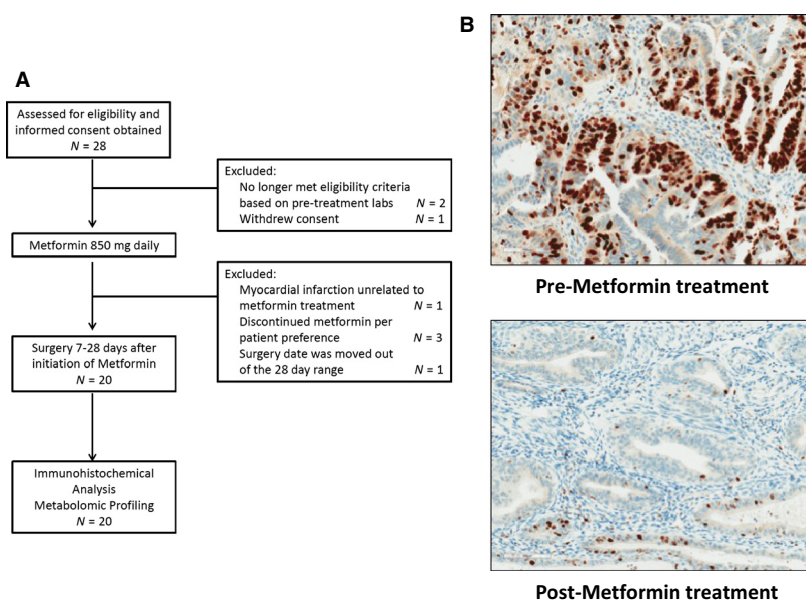 A
Assessed for eligibility and
informed consent obtained
N = 28
Excluded:
No longer met eligibility criteria
based on pre-treatment labs N = 2
Withdrew consent N = 1
Metformin 850 mg daily
Excluded:
Myocardial infarction unrelated to
metformin treatment N = 1
Discontinued metformin per
patient preference N = 3
Surgery date was moved out
of the 28 day range N = 1
Surgery 7-28 days after
initiation of Metformin
N = 20
Immunohistochemical
Analysis
Metabolomic Profiling
N = 20
B
Pre-Metformin treatment
Post-Metformin treatment